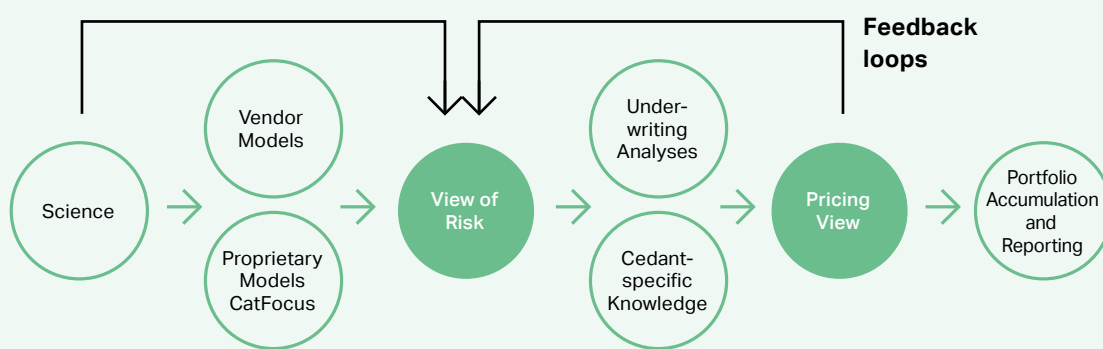 Feedback
loops
Science
Vendor
Models
Proprietary
Models
CatFocus
View of
Risk
Under-
writing
Analyses
Cedant-
specific
Knowledge
Pricing
View
Portfolio
Accumulation
and
Reporting